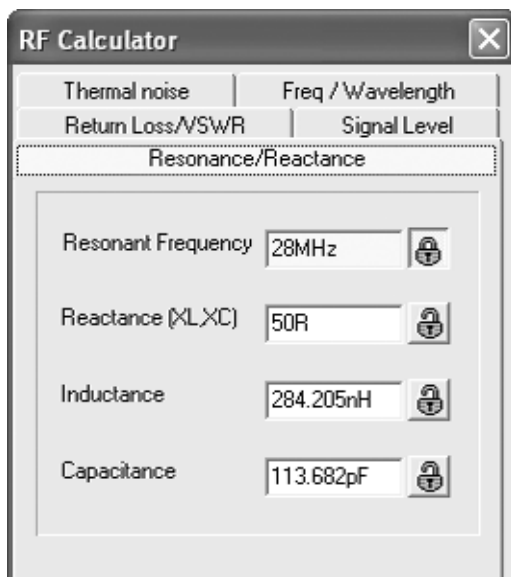 RF Calculator
Thermal noise Freq / Wavelength
Return Loss/VSWR Signal Level
Resonance/Reactance
Resonant Frequency 28MHz
Reactance (XL,XC) 50R
Inductance 284.205nH
Capacitance 113.682pF